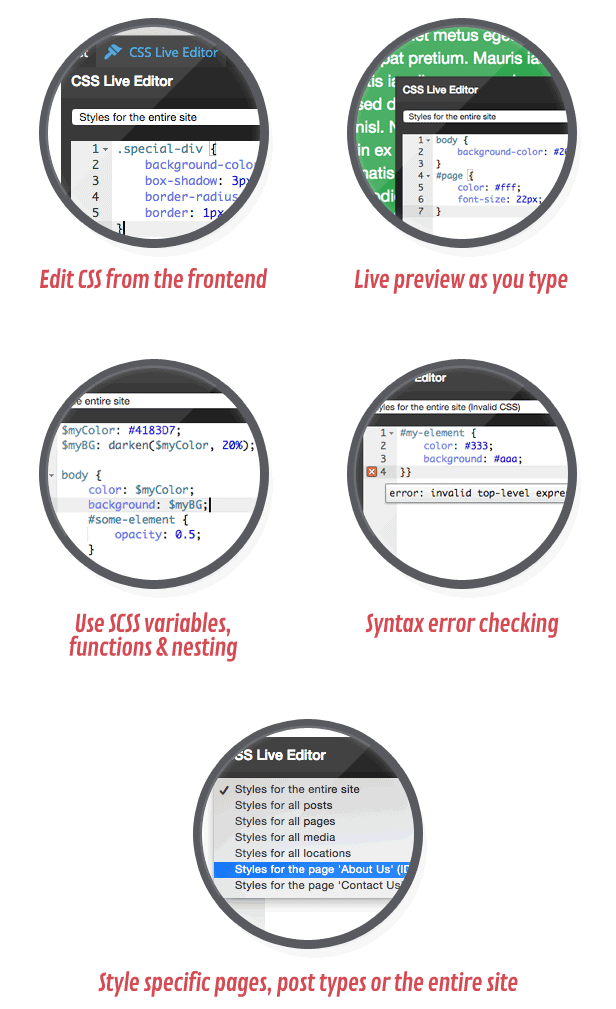 CSS Live Editor
CSS Live Editor
Styles for the entire site
1 .special-div {
2 background-color
3 box-shadow: 3px
4 border-radius
5 border: 1px
}
Edit CSS from the frontend
et metus eget
pat pretium. Mauris ia
sed d
nisl. N
in ex
CSS Live Editor
Styles for the entire site
1 body {
2 background-color: #26
3 }
4 #page {
5 color: #fff;
6 font-size: 22px;
7 }
Live preview as you type
e entire site
$myColor: #4183D7;
$myBG: darken($myColor, 20%);
body {
color: $myColor;
background: $myBG;
#some-element {
opacity: 0.5;
}
Use SCSS variables,
functions & nesting
Editor
Styles for the entire site (Invalid CSS)
1 #my-element {
2 color: #333;
3 background: #aaa;
4 }}
error: invalid top-level expre
Syntax error checking
SS Live Editor
✓ Styles for the entire site
Styles for all posts
Styles for all pages
Styles for all media
Styles for all locations
Styles for the page 'About Us' (ID
Styles for the page 'Contact Us
Style specific pages, post types or the entire site